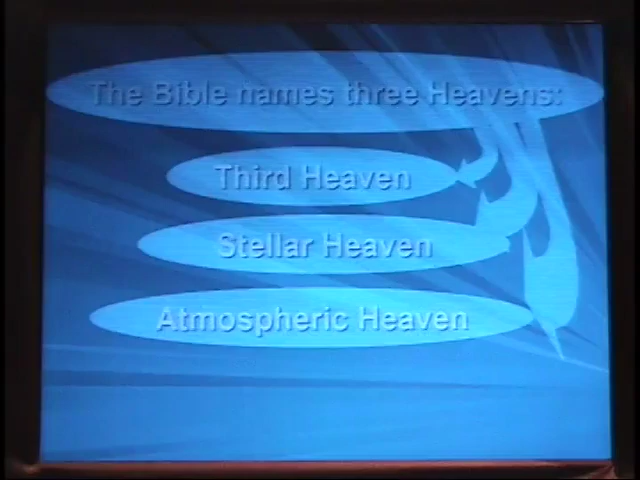 The Bible names three Heavens:
Third Heaven
Stellar Heaven
Atmospheric Heaven